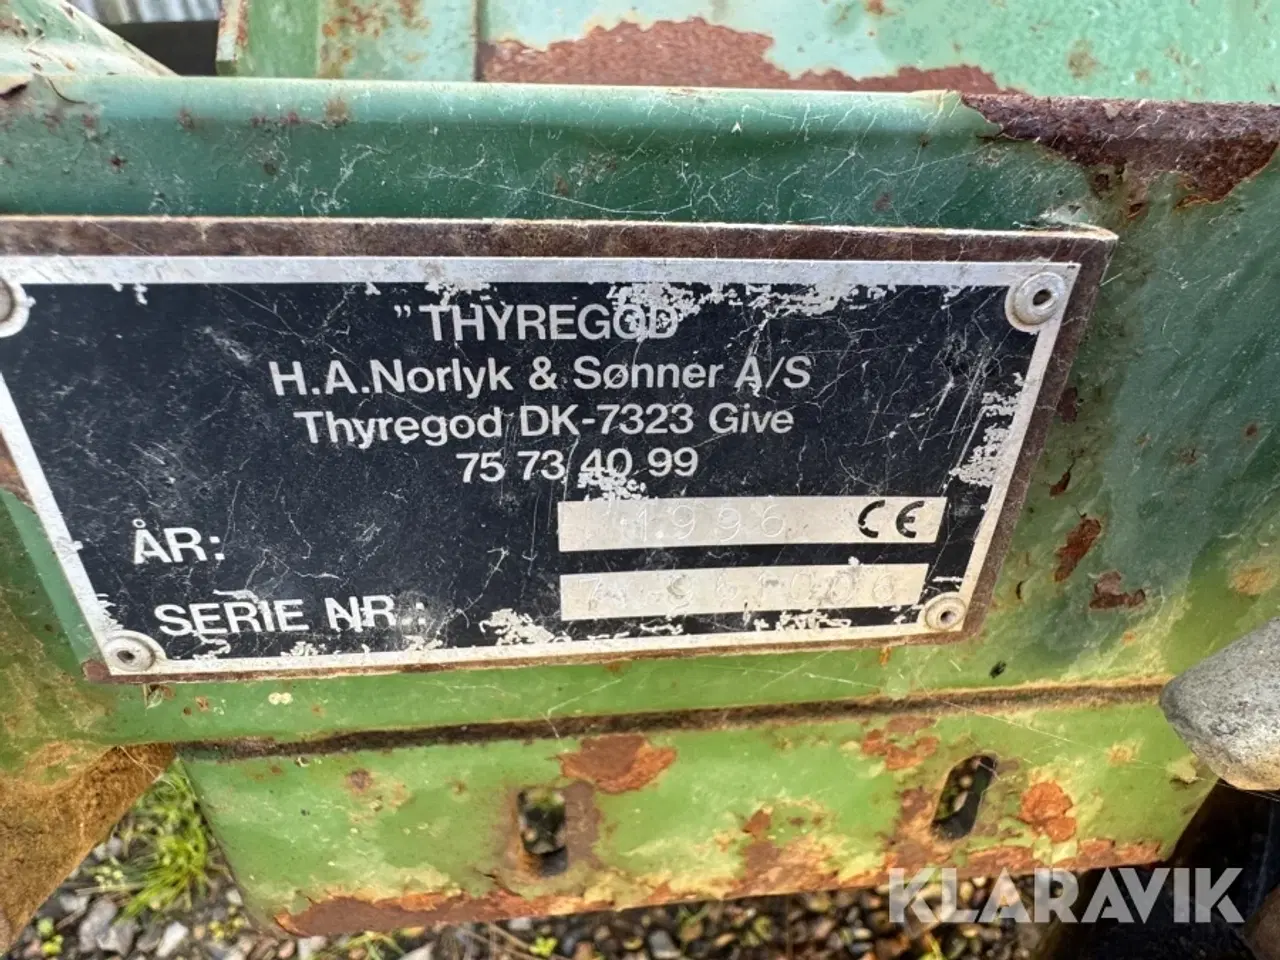 "THYREGOD
H.A.Norlyk & Sønner A/S
Thyregod DK-7323 Give
75 73 40 99
ÅR: 1996 CE
SERIE NR.:
KLARAVIK